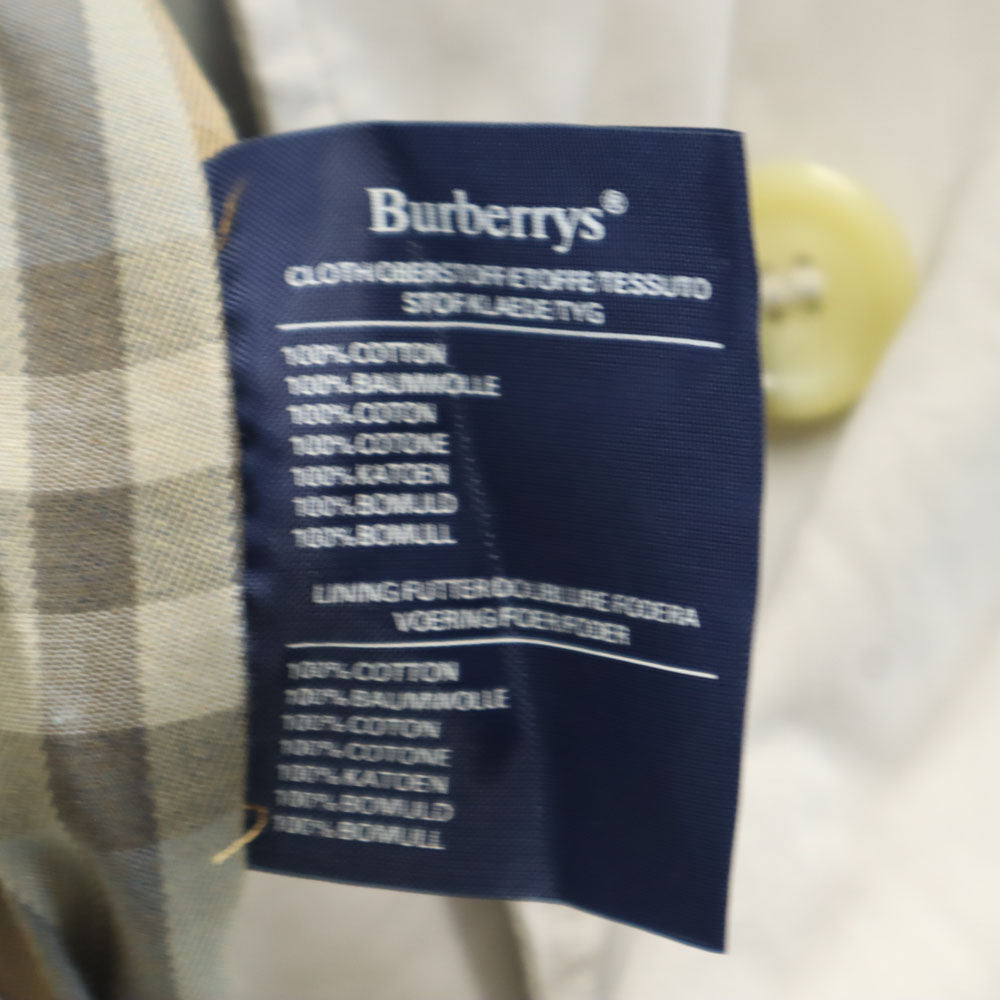 Burberrys®
CLOTH OBERSTOFF ETOFFE/TESSUTO
STOF KLAEDE TYG
100% COTTON
100% BAUMWOLLE
100% COTON
100% COTONE
100% KATOEN
100% BOMULD
100% BOMULL
LINING FUTTER DOUBLURE FODERA
VOERING FOER FODER
100% COTTON
100% BAUMWOLLE
100% COTON
100% COTONE
100% KATOEN
100% BOMULD
100% BOMULL